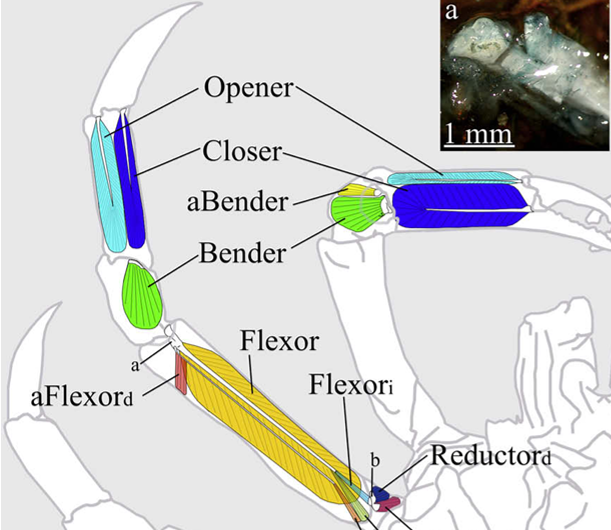 a
1 mm
Opener
Closer
aBender
Bender
Flexor
a
aFlexord
Flexori
b
Reductord